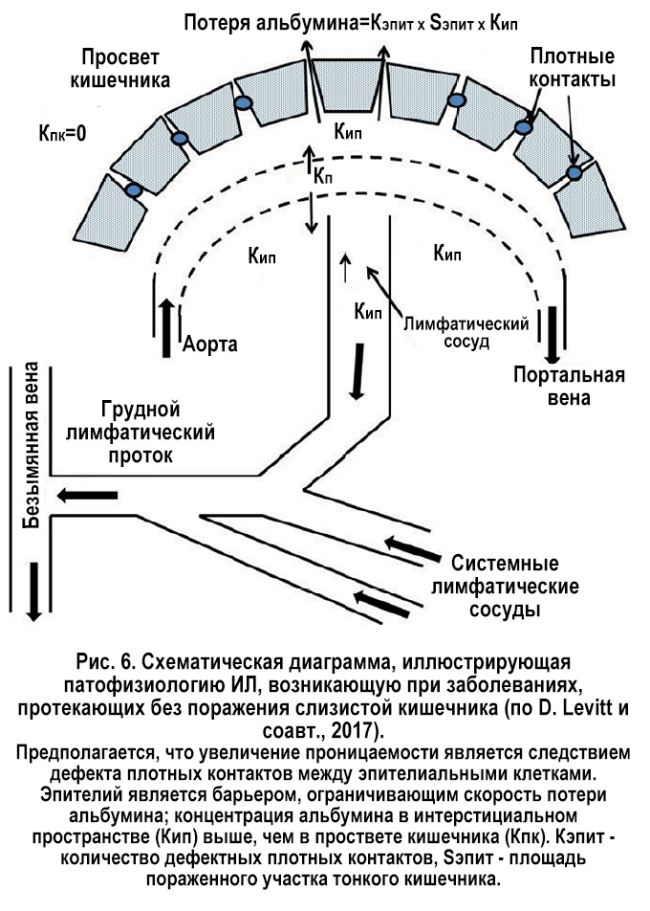 Потеря альбумина=Кэпит x Sэпит x Кип
Просвет
кишечника
Плотные
контакты
Кпк=0
Кип
Кп
Кип
Кип
Кип
Лимфатический
сосуд
Аорта
Портальная
вена
Грудной
лимфатический
проток
Безымянная вена
Системные
лимфатические
сосуды
Рис. 6. Схематическая диаграмма, иллюстрирующая
патофизиологию ИЛ, возникающую при заболеваниях,
протекающих без поражения слизистой кишечника (по D. Levitt и
соавт., 2017).
Предполагается, что увеличение проницаемости является следствием
дефекта плотных контактов между эпителиальными клетками.
Эпителий является барьером, ограничивающим скорость потери
альбумина; концентрация альбумина в интерстициальном
пространстве (Кип) выше, чем в проствете кишечника (Кпк). Кэпит -
количество дефектных плотных контактов, Sэпит - площадь
пораженного участка тонкого кишечника.